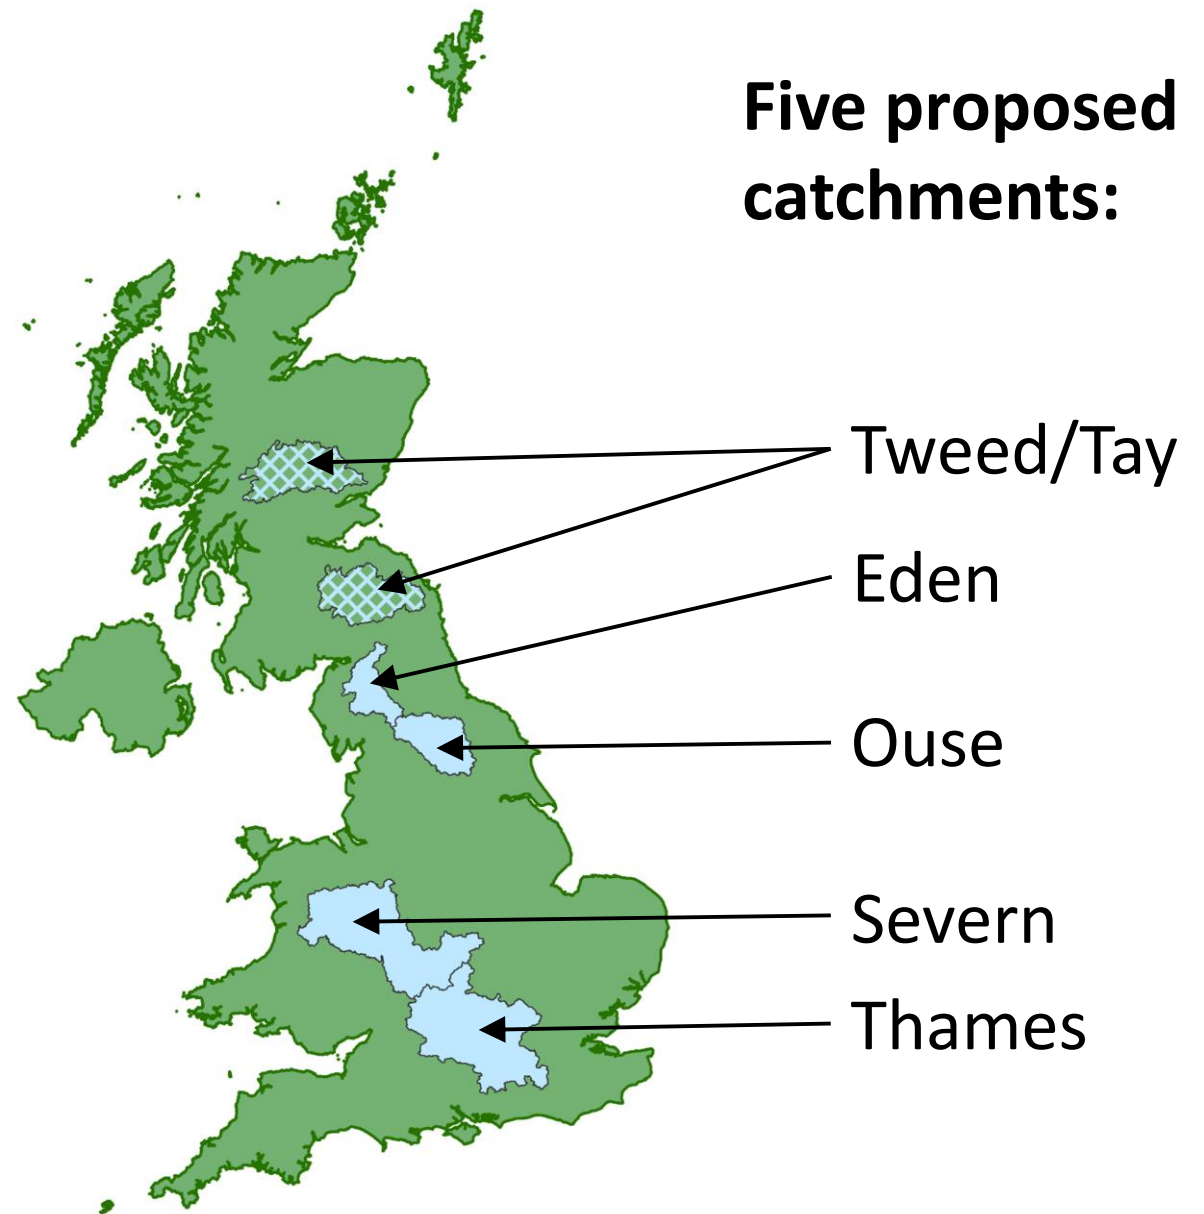 Five proposed
catchments:
Tweed/Tay
Eden
Ouse
Severn
Thames